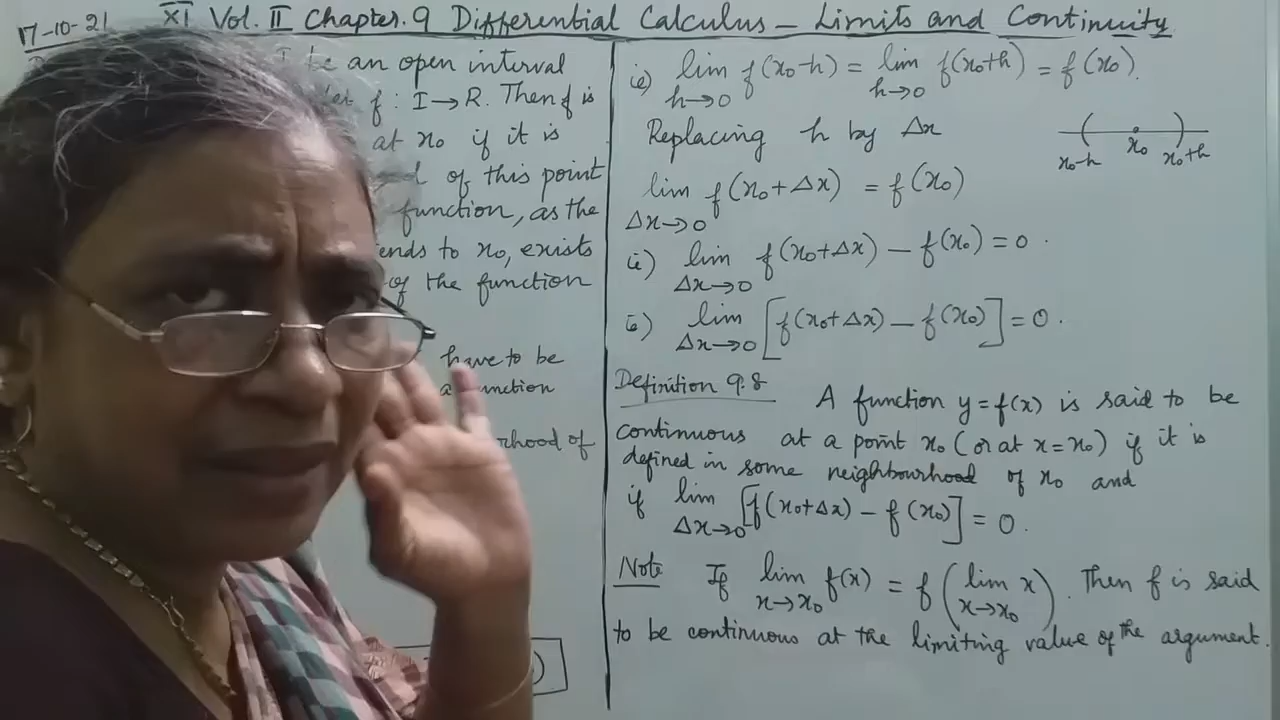 17-10-21
XI Vol. II Chapter. 9 Differential Calculus – Limits and Continuity
I be an open interval
f : I → R. Then f is
at x₀ if it is
of this point
function, as the
ends to x₀, exists
of the function
have to be
a function
rhood of
ie) lim f(x₀-h) = lim f(x₀+h) = f(x₀).
h→0 h→0
Replacing h by Δx
x₀-h x₀ x₀+h
lim f(x₀+Δx) = f(x₀)
Δx→0
ie) lim f(x₀+Δx) – f(x₀) = 0.
Δx→0
ie) lim [f(x₀+Δx) – f(x₀)] = 0.
Δx→0
Definition 9.8 A function y=f(x) is said to be
continuous at a point x₀ (or at x=x₀) if it is
defined in some neighbourhood of x₀ and
if lim [f(x₀+Δx) – f(x₀)] = 0.
Δx→0
Note If lim f(x) = f(lim x). Then f is said
x→x₀ x→x₀
to be continuous at the limiting value of the argument.